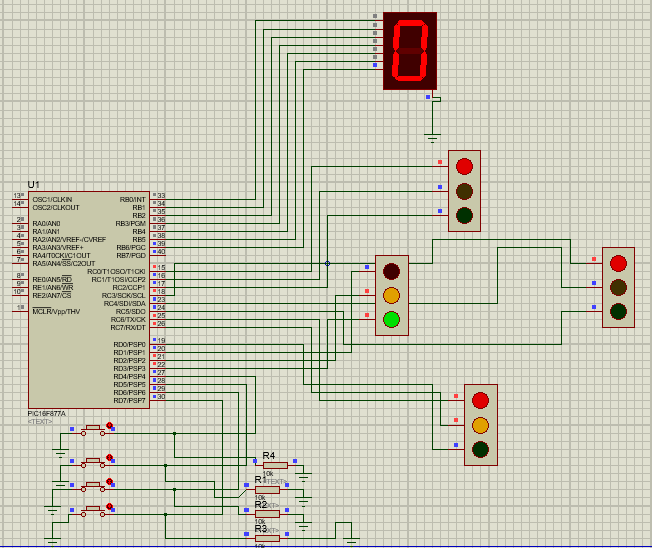 U1
13 OSC1/CLKIN RB0/INT 33
14 OSC2/CLKOUT RB1 34
RB2 35
2 RA0/AN0 RB3/PGM 36
3 RA1/AN1 RB4 37
4 RA2/AN2/VREF-/CVREF RB5 38
5 RA3/AN3/VREF+ RB6/PGC 39
6 RA4/T0CKI/C1OUT RB7/PGD 40
7 RA5/AN4/SS/C2OUT
RC0/T1OSO/T1CKI 15
8 RE0/AN5/RD RC1/T1OSI/CCP2 16
9 RE1/AN6/WR RC2/CCP1 17
10 RE2/AN7/CS RC3/SCK/SCL 18
RC4/SDI/SDA 23
1 MCLR/Vpp/THV RC5/SDO 24
RC6/TX/CK 25
RC7/RX/DT 26
RD0/PSP0 19
RD1/PSP1 20
RD2/PSP2 21
RD3/PSP3 22
RD4/PSP4 27
RD5/PSP5 28
RD6/PSP6 29
RD7/PSP7 30
PIC16F877A
<TEXT>
R4
10k
10k
R2
10k
R3
10k